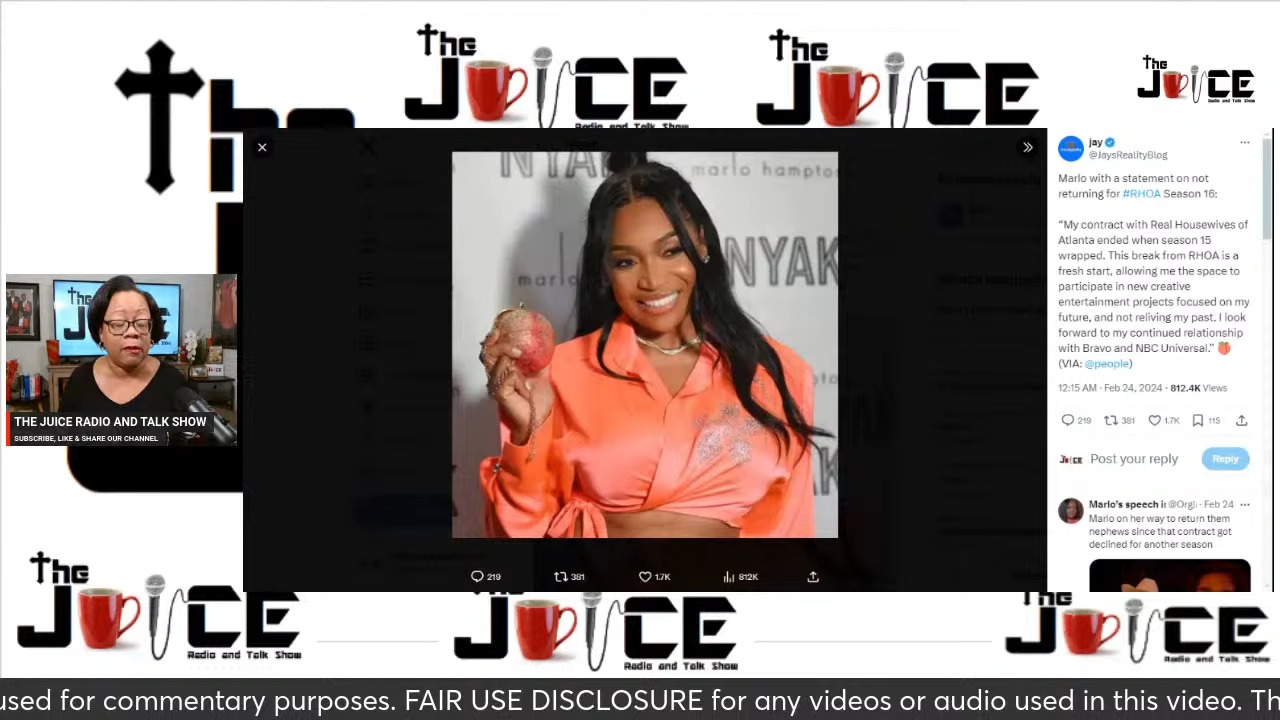 The
JUICE
Radio and Talk Show
The
JUICE
The
JUICE
Radio and Talk Show
The
NYAK
marlo hampton
NYAK
marlo
jay
@JaysRealityBlog
Marlo with a statement on not
returning for #RHOA Season 16:
“My contract with Real Housewives of
Atlanta ended when season 15
wrapped. This break from RHOA is a
fresh start, allowing me the space to
participate in new creative
entertainment projects focused on my
future, and not reliving my past. I look
forward to my continued relationship
with Bravo and NBC Universal.” 🍑
(VIA: @people)
12:15 AM · Feb 24, 2024 · 812.4K Views
219 381 1.7K 115
JUICE Post your reply Reply
Marlo's speech i @Orgi · Feb 24
Marlo on her way to return them
nephews since that contract got
declined for another season
219 381 1.7K 812K
The
THE JUICE RADIO AND TALK SHOW
SUBSCRIBE, LIKE & SHARE OUR CHANNEL
The
JUICE
Radio and Talk Show
JUICE
Radio and Talk Show
The
JUICE
Radio and Talk Show
used for commentary purposes. FAIR USE DISCLOSURE for any videos or audio used in this video. Th